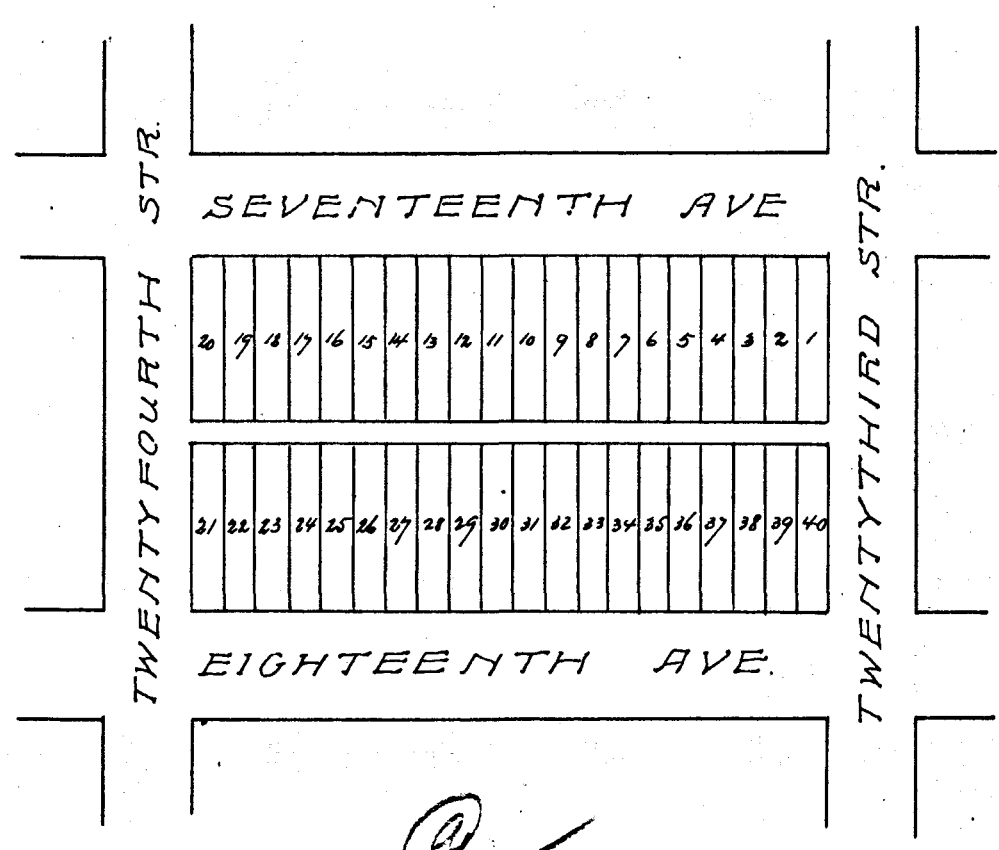 TWENTYFOURTH STR.
SEVENTEENTH AVE
TWENTYTHIRD STR.
20 19 18 17 16 15 14 13 12 11 10 9 8 7 6 5 4 3 2 1
21 22 23 24 25 26 27 28 29 30 31 32 33 34 35 36 37 38 39 40
EIGHTEENTH AVE.